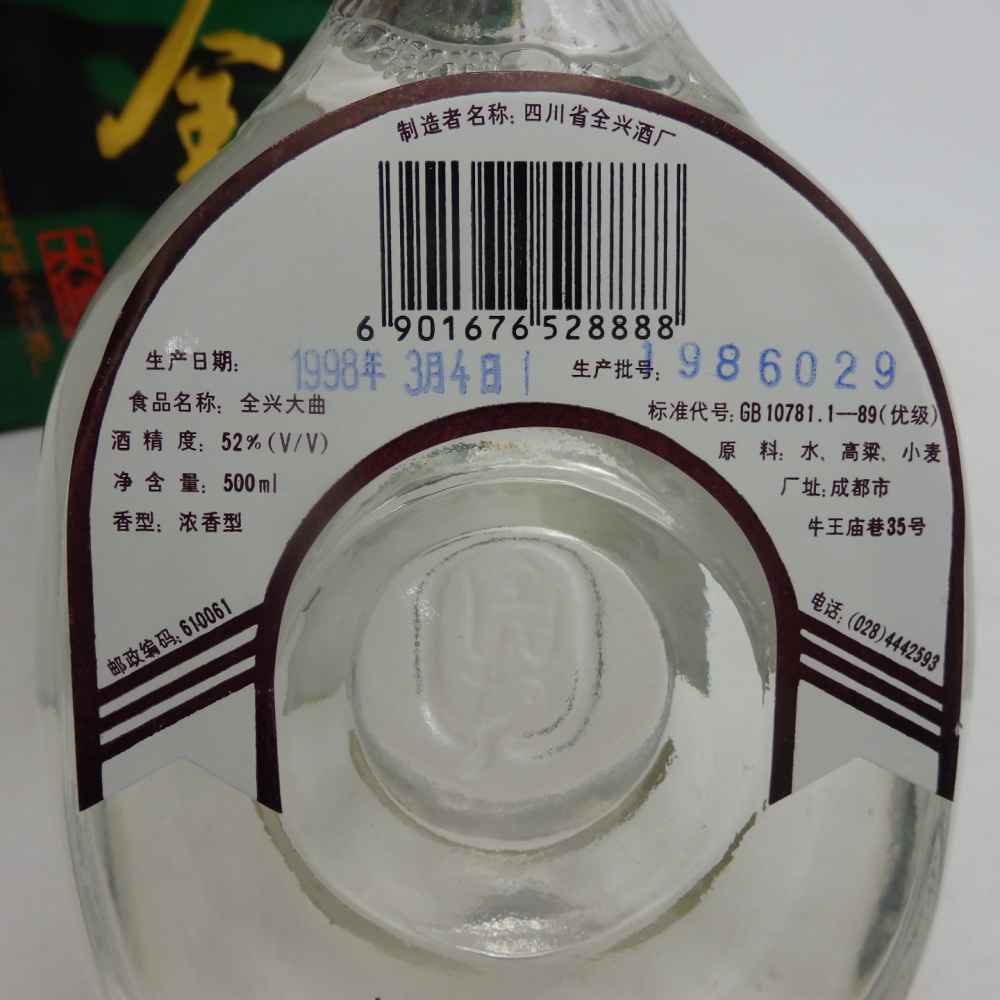 全
大
制造者名称：四川省全兴酒厂
6 901676 528888
生产日期： 1998年 3月4日
生产批号： 1986029
食品名称： 全兴大曲
标准代号：GB10781.1—89(优级)
酒精度： 52%(V/V)
原料：水、高粱、小麦
净含量： 500ml
厂址：成都市
香型：浓香型
牛王庙巷35号
邮政编码：610061
电话：(028)4442593